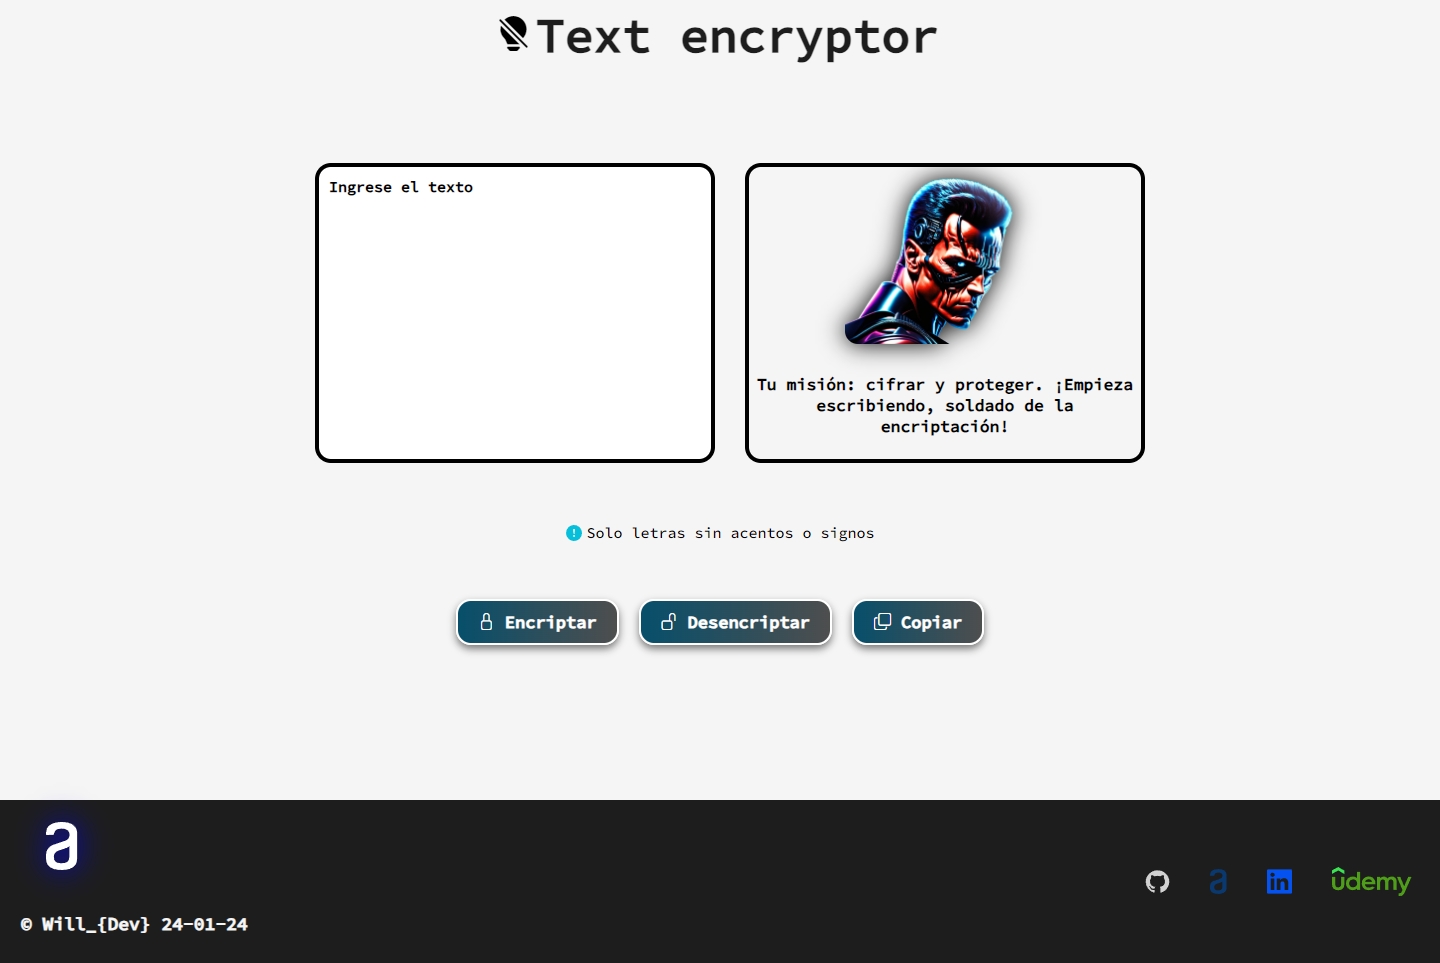 Text encryptor
Ingrese el texto
Tu misión: cifrar y proteger. ¡Empieza
escribiendo, soldado de la
encriptación!
Solo letras sin acentos o signos
Encriptar
Desencriptar
Copiar
a
a
in
udemy
© Will_{Dev} 24-01-24